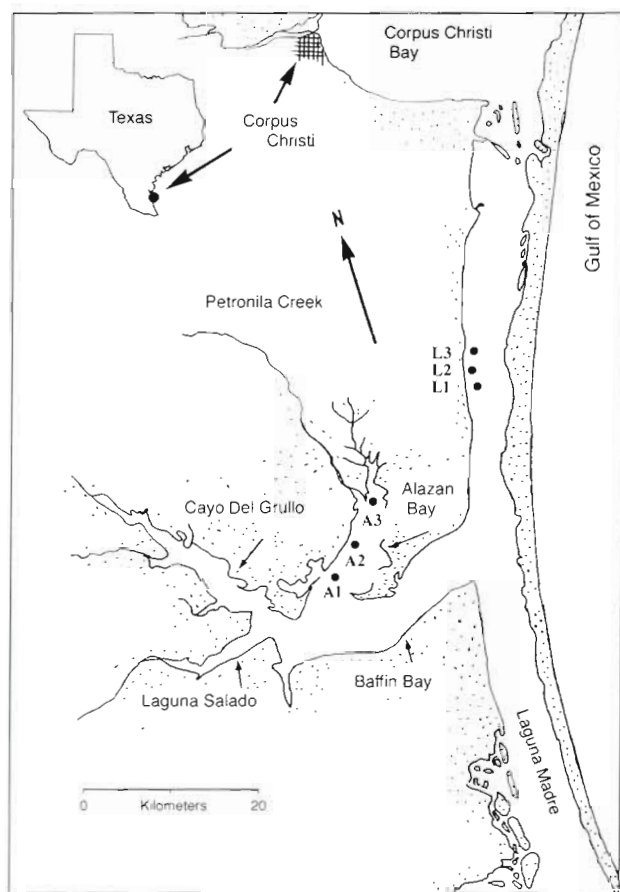 Corpus Christi
Bay
Texas
Corpus
Christi
Gulf of Mexico
N
Petronila Creek
L3
L2
L1
Cayo Del Grullo
Alazan
Bay
A3
A2
A1
Laguna Salado
Baffin Bay
Laguna Madre
0 20
Kilometers